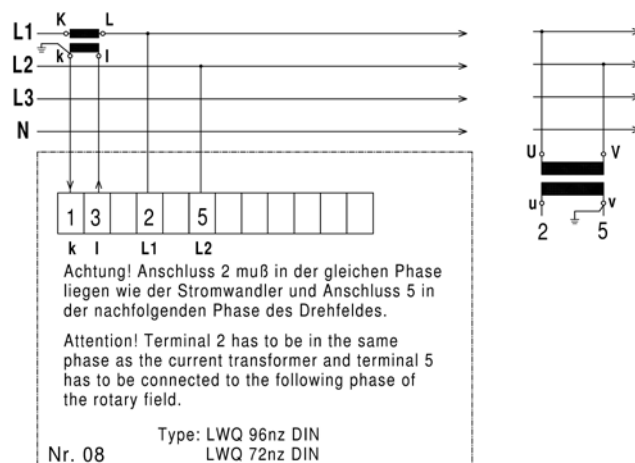 K L
L1
k l
L2
L3
N
U V
u v
2 5
1 3 2 5
k l L1 L2
Achtung! Anschluss 2 muß in der gleichen Phase
liegen wie der Stromwandler und Anschluss 5 in
der nachfolgenden Phase des Drehfeldes.
Attention! Terminal 2 has to be in the same
phase as the current transformer and terminal 5
has to be connected to the following phase of
the rotary field.
Type: LWQ 96nz DIN
Nr. 08 LWQ 72nz DIN